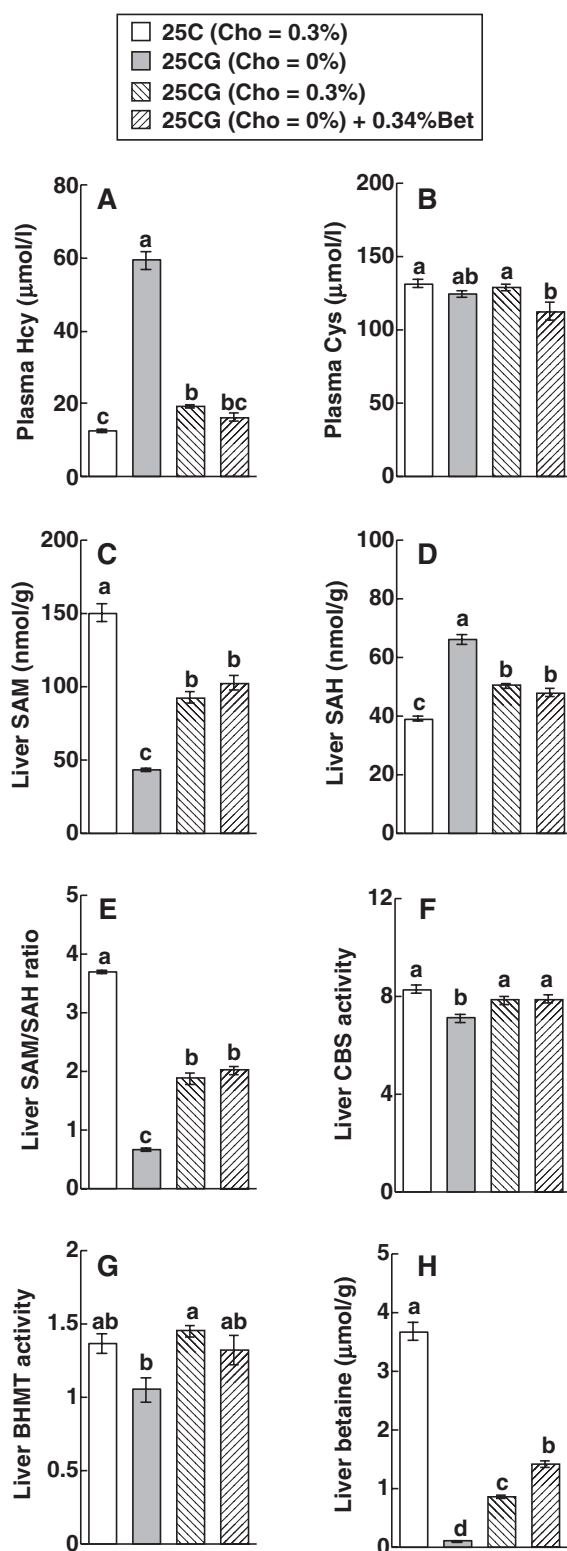 25C (Cho = 0.3%)
25CG (Cho = 0%)
25CG (Cho = 0.3%)
25CG (Cho = 0%) + 0.34%Bet
A
Plasma Hcy (μmol/l)
80
60
40
20
0
c
a
b
bc
B
Plasma Cys (μmol/l)
200
150
100
50
0
a
ab
a
b
C
Liver SAM (nmol/g)
200
150
100
50
0
a
c
b
b
D
Liver SAH (nmol/g)
100
80
60
40
20
0
c
a
b
b
E
Liver SAM/SAH ratio
5
4
3
2
1
0
a
c
b
b
F
Liver CBS activity
12
8
4
0
a
b
a
a
G
Liver BHMT activity
2
1.5
1
0.5
0
ab
b
a
ab
H
Liver betaine (μmol/g)
5
4
3
2
1
0
a
d
c
b